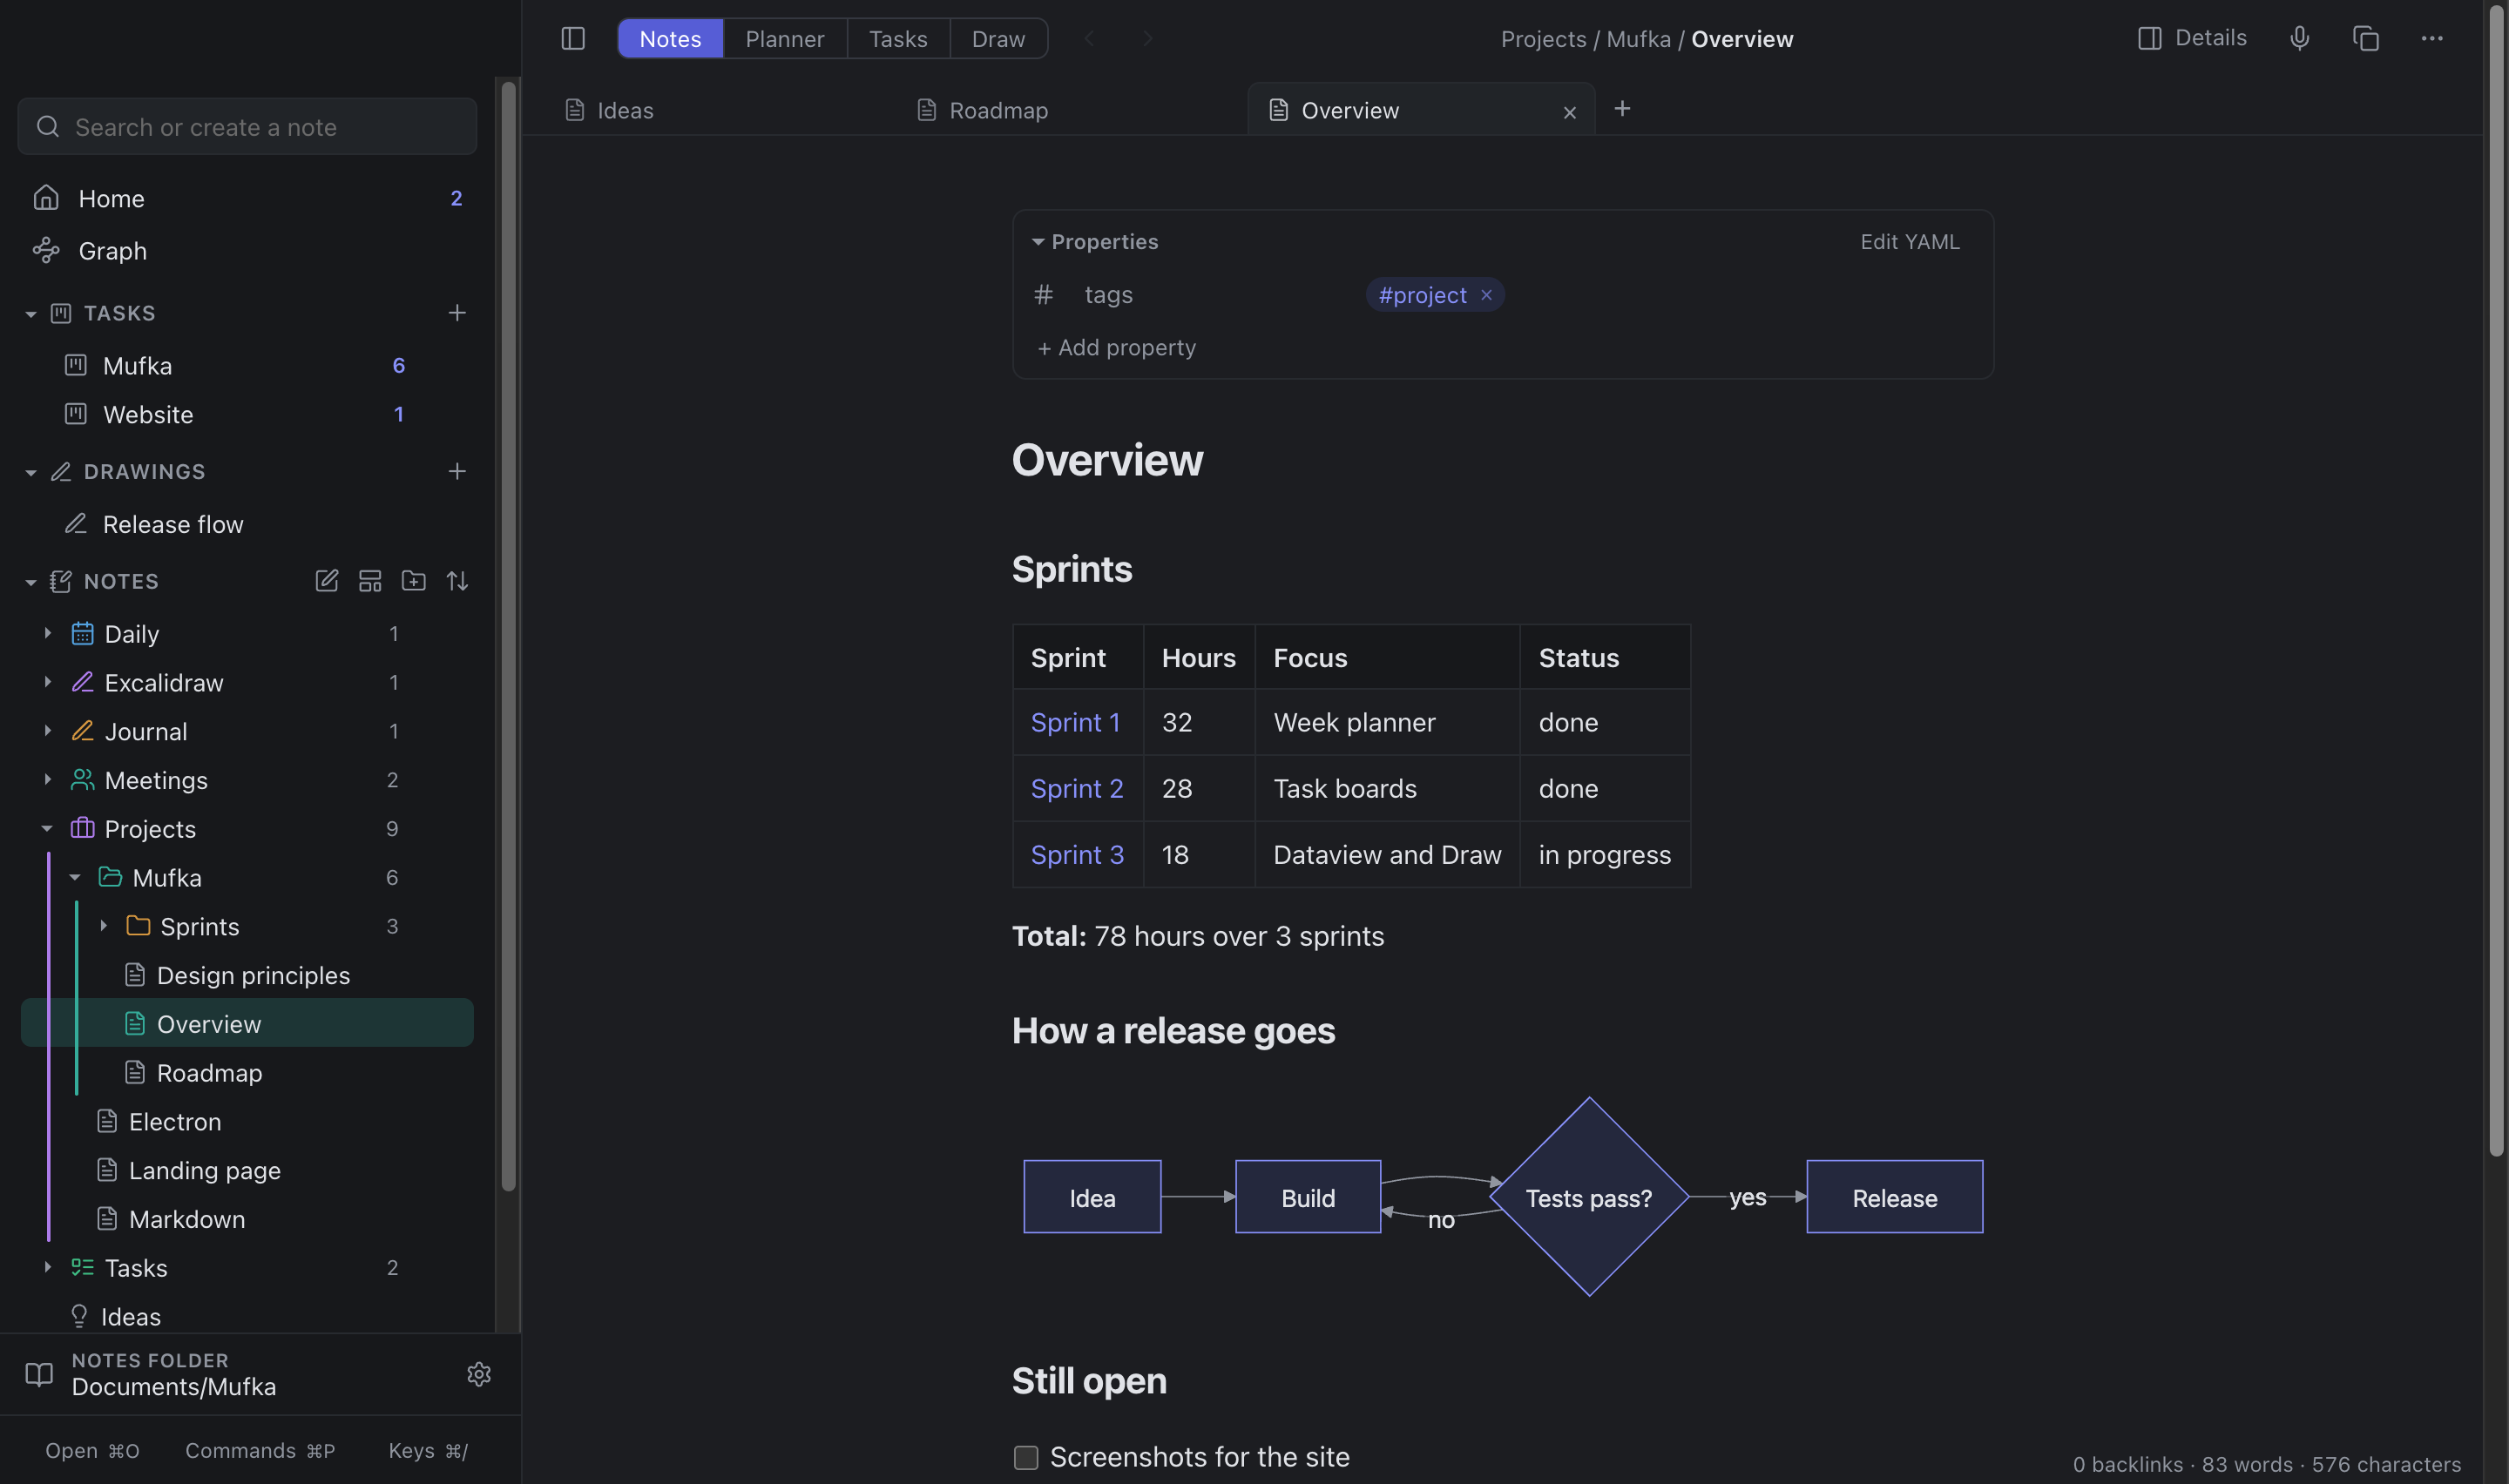 Notes Planner Tasks Draw
Projects / Mufka / Overview
Details
Search or create a note
Home 2
Graph
TASKS
Mufka 6
Website 1
DRAWINGS
Release flow
NOTES
Daily 1
Excalidraw 1
Journal 1
Meetings 2
Projects 9
Mufka 6
Sprints 3
Design principles
Overview
Roadmap
Electron
Landing page
Markdown
Tasks 2
Ideas
NOTES FOLDER
Documents/Mufka
Open ⌘O Commands ⌘P Keys ⌘/
Ideas Roadmap Overview × +
Properties Edit YAML
# tags #project ×
+ Add property
Overview
Sprints
Sprint Hours Focus Status
Sprint 1 32 Week planner done
Sprint 2 28 Task boards done
Sprint 3 18 Dataview and Draw in progress
Total: 78 hours over 3 sprints
How a release goes
Idea Build Tests pass? yes Release
no
Still open
Screenshots for the site
0 backlinks · 83 words · 576 characters